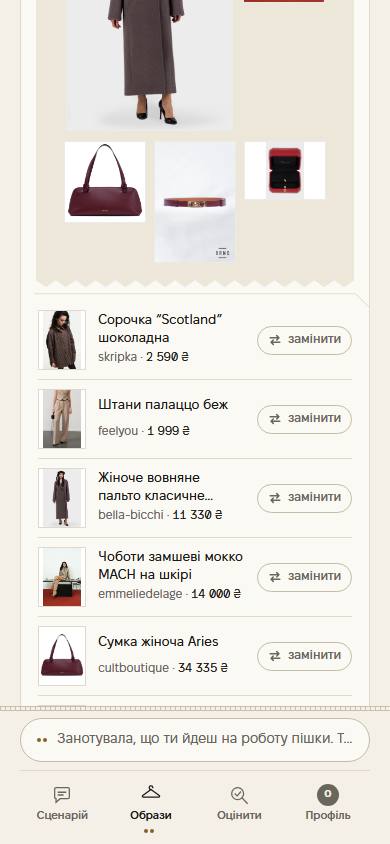 Сорочка “Scotland”
шоколадна
skripka · 2 590 ₴
замінити
Штани палаццо беж
feelyou · 1 999 ₴
замінити
Жіноче вовняне
пальто класичне...
bella-bicchi · 11 330 ₴
замінити
Чоботи замшеві мокко
MACH на шкірі
emmeliedelage · 14 000 ₴
замінити
Сумка жіноча Aries
cultboutique · 34 335 ₴
замінити
Занотувала, що ти йдеш на роботу пішки. Т...
0
Сценарій
Образи
Оцінити
Профіль